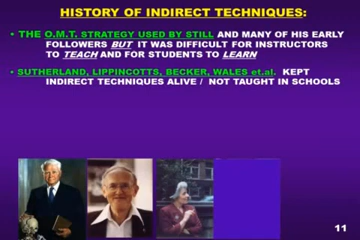 HISTORY OF INDIRECT TECHNIQUES:
• THE O.M.T. STRATEGY USED BY STILL AND MANY OF HIS EARLY
FOLLOWERS BUT IT WAS DIFFICULT FOR INSTRUCTORS
TO TEACH AND FOR STUDENTS TO LEARN
• SUTHERLAND, LIPPINCOTTS, BECKER, WALES et.al. KEPT
INDIRECT TECHNIQUES ALIVE / NOT TAUGHT IN SCHOOLS
11